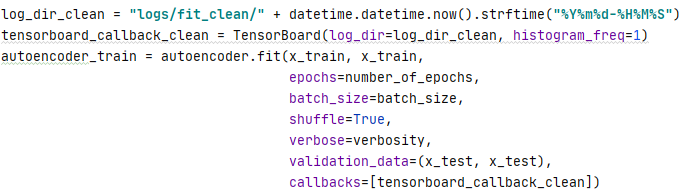 log_dir_clean = "logs/fit_clean/" + datetime.datetime.now().strftime("%Y%m%d-%H%M%S")
tensorboard_callback_clean = TensorBoard(log_dir=log_dir_clean, histogram_freq=1)
autoencoder_train = autoencoder.fit(x_train, x_train,
                                    epochs=number_of_epochs,
                                    batch_size=batch_size,
                                    shuffle=True,
                                    verbose=verbosity,
                                    validation_data=(x_test, x_test),
                                    callbacks=[tensorboard_callback_clean])